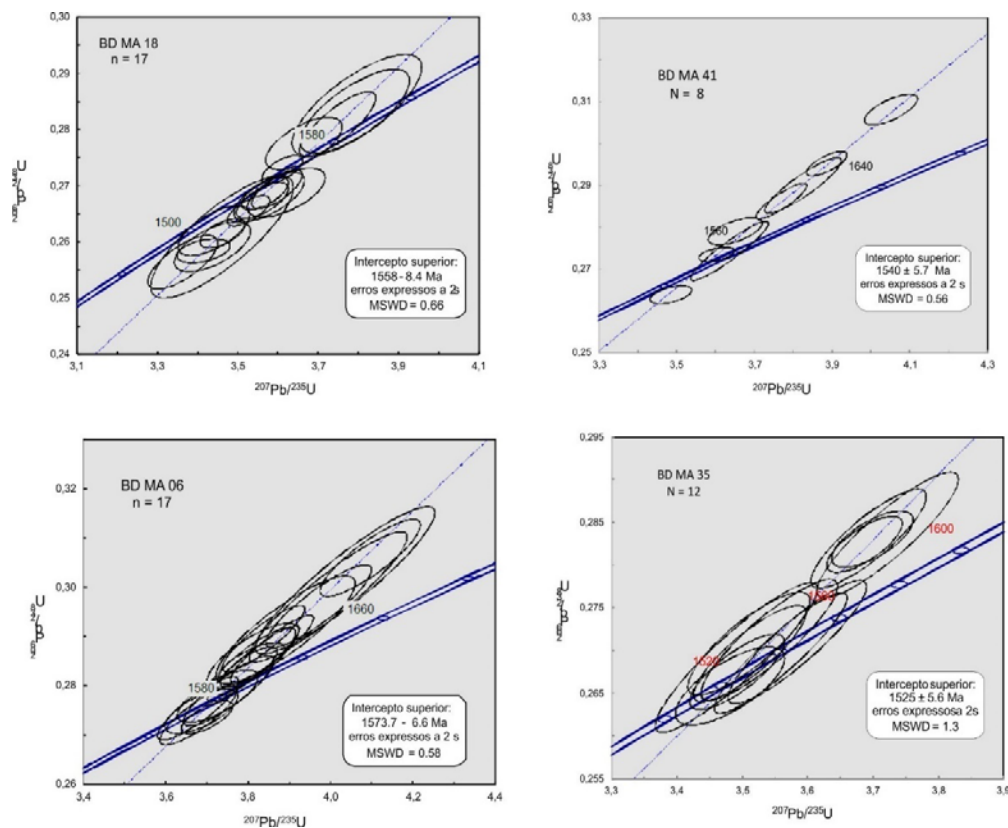 0,30
0,29
0,28
0,27
0,26
0,25
0,24
BD MA 18
n = 17
1580
1500
Intercepto superior:
1558 - 8.4 Ma
erros expressos a 2s
MSWD = 0.66
3,1
3,3
3,5
3,7
3,9
4,1
207Pb/235U
0,41
0,31
0,29
0,27
0,25
BD MA 41
N = 8
1640
1560
Intercepto superior:
1540 ± 5.7 Ma
erros expressos a 2 s
MSWD = 0.56
3,3
3,5
3,7
3,9
4,1
4,3
207Pb/235U
0,32
0,30
0,28
0,26
BD MA 06
n = 17
1660
1580
Intercepto superior:
1573.7 - 6.6 Ma
erros expressos a 2 s
MSWD = 0.58
3,4
3,6
3,8
4,0
4,2
4,4
207Pb/235U
0,295
0,285
0,275
0,265
0,255
BD MA 35
N = 12
1600
1520
Intercepto superior:
1525 ± 5.6 Ma
erros expressosa 2s
MSWD = 1.3
3,3
3,4
3,5
3,6
3,7
3,8
3,9
207Pb/235U